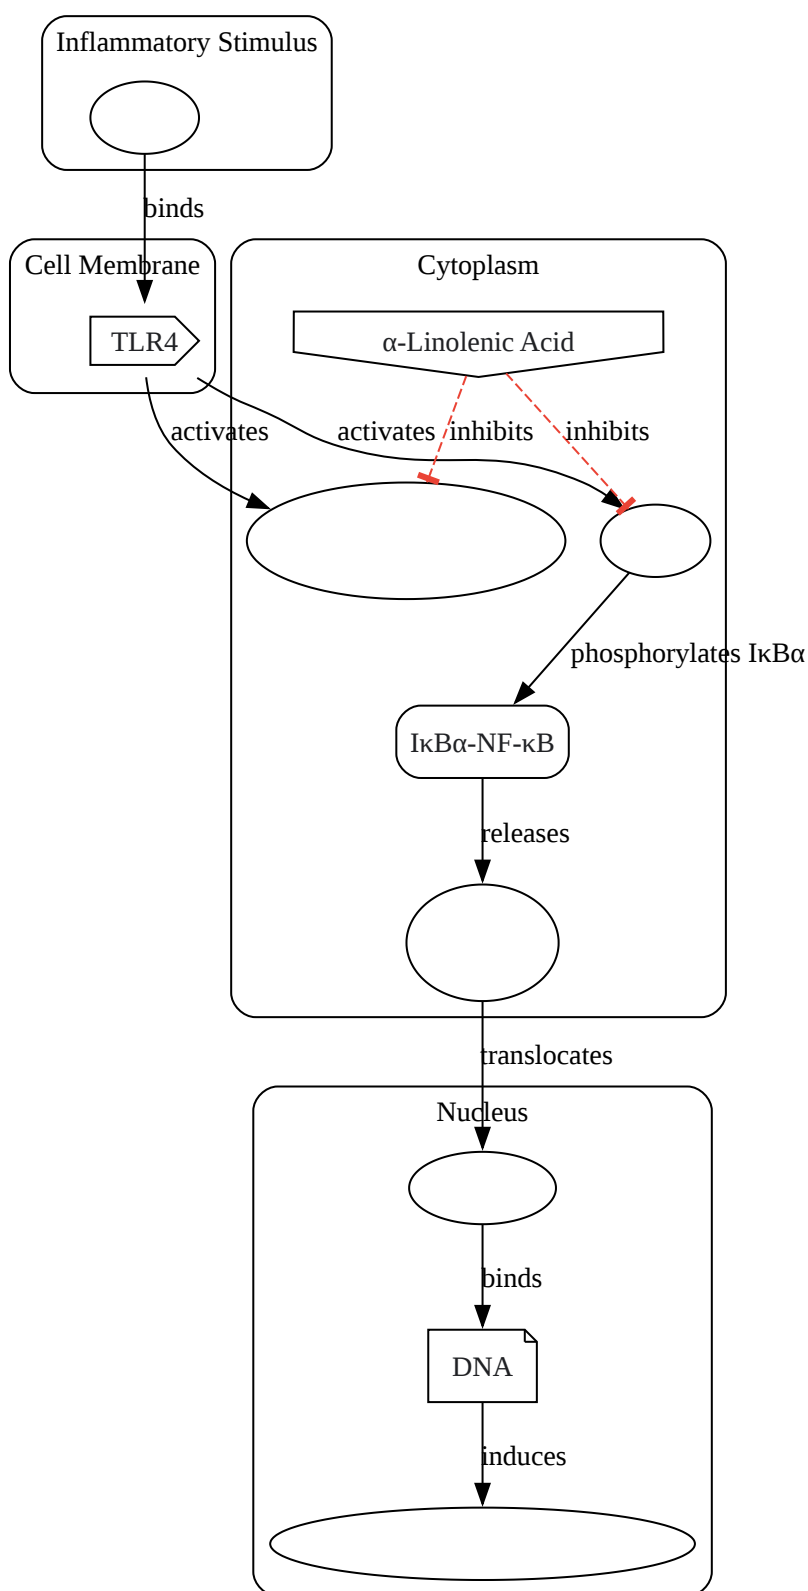 Inflammatory Stimulus
binds
Cell Membrane
Cytoplasm
TLR4
α-Linolenic Acid
activates
activates
inhibits
inhibits
phosphorylates IκBα
IκBα-NF-κB
releases
translocates
Nucleus
binds
DNA
induces